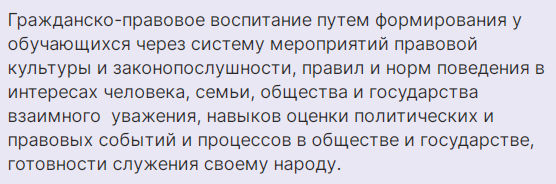 Гражданско-правовое воспитание путем формирования у
обучающихся через систему мероприятий правовой
культуры и законопослушности, правил и норм поведения в
интересах человека, семьи, общества и государства
взаимного  уважения, навыков оценки политических и
правовых событий и процессов в обществе и государстве,
готовности служения своему народу.